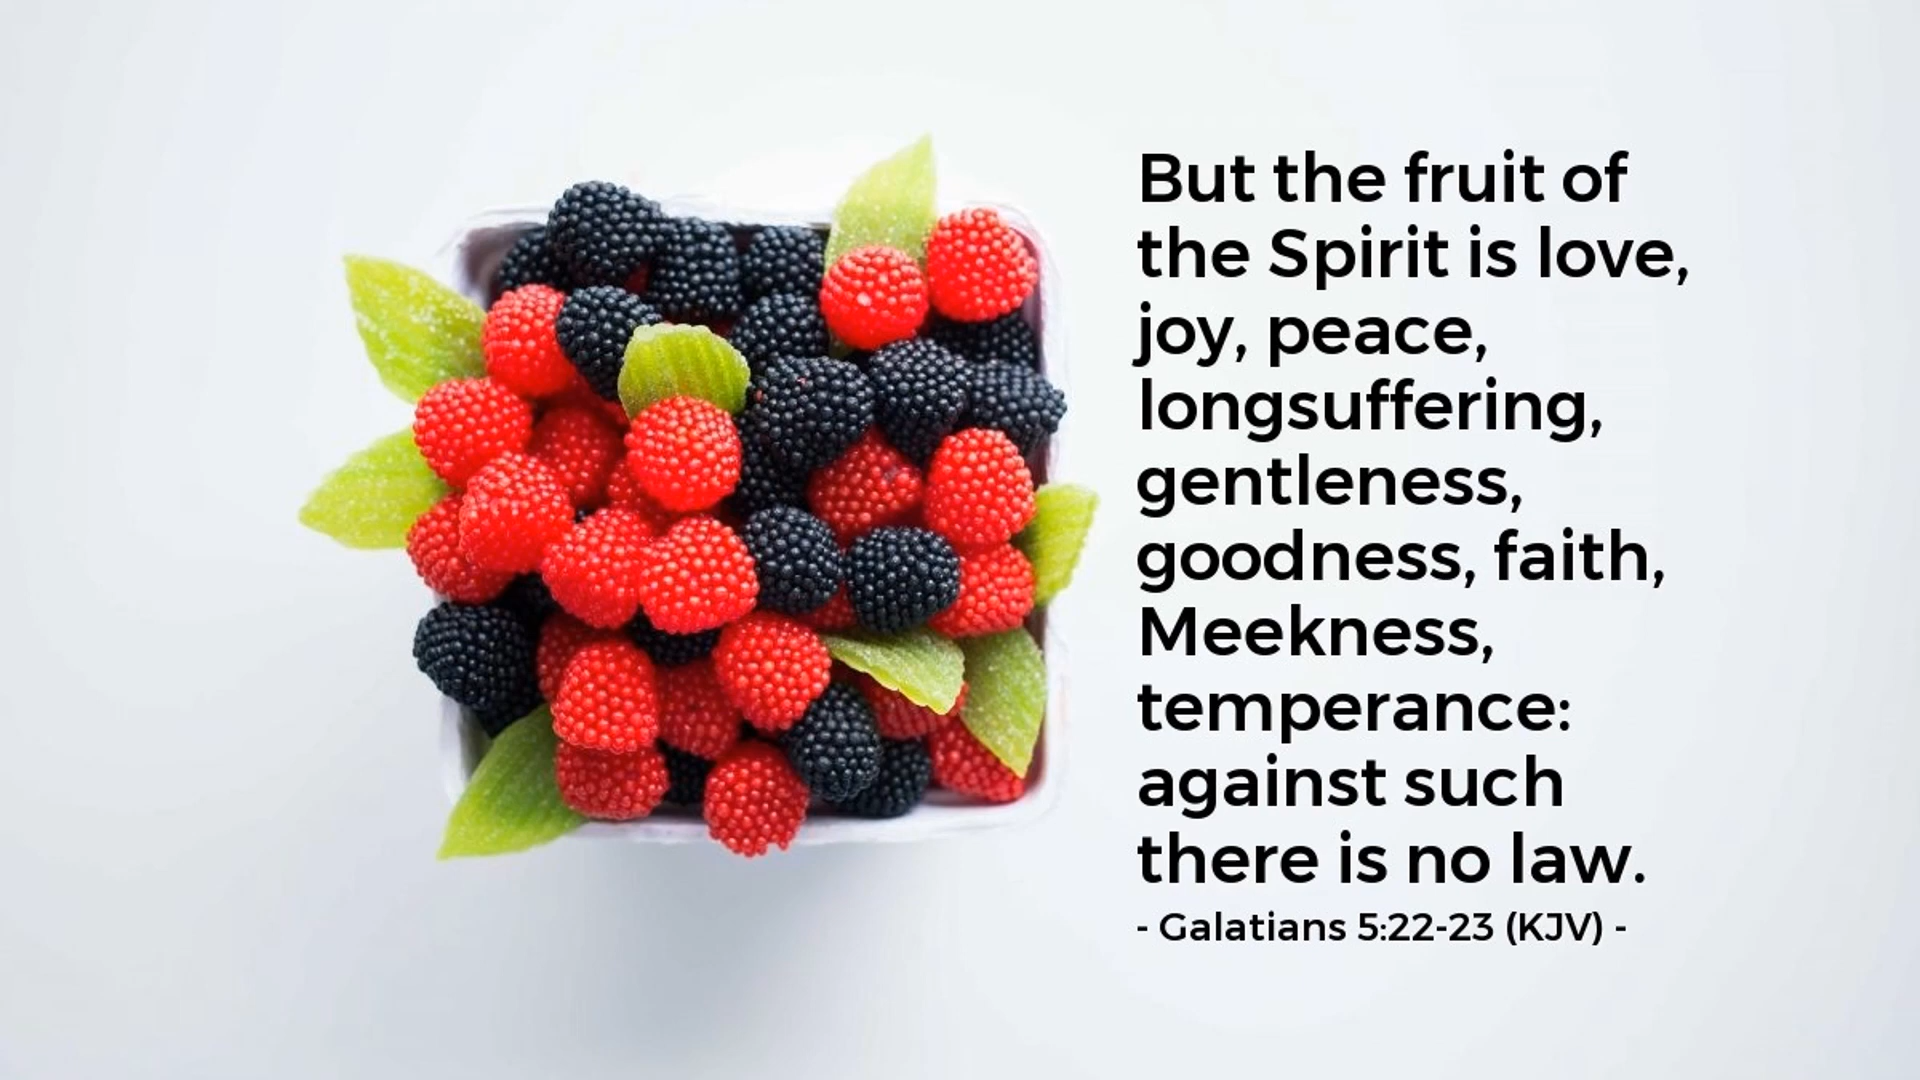 But the fruit of
the Spirit is love,
joy, peace,
longsuffering,
gentleness,
goodness, faith,
Meekness,
temperance:
against such
there is no law.
- Galatians 5:22-23 (KJV) -